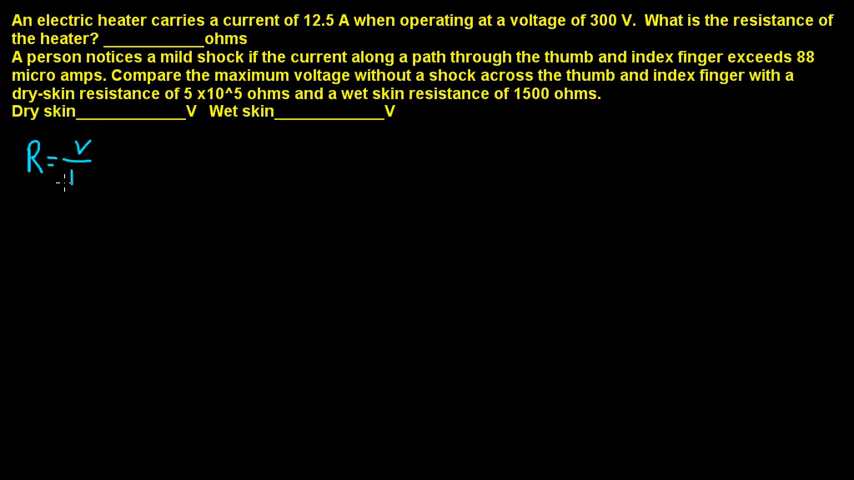 An electric heater carries a current of 12.5 A when operating at a voltage of 300 V.  What is the resistance of
the heater? ___________ohms
A person notices a mild shock if the current along a path through the thumb and index finger exceeds 88
micro amps. Compare the maximum voltage without a shock across the thumb and index finger with a
dry-skin resistance of 5 x10^5 ohms and a wet skin resistance of 1500 ohms.
Dry skin____________V   Wet skin____________V
R = V
I